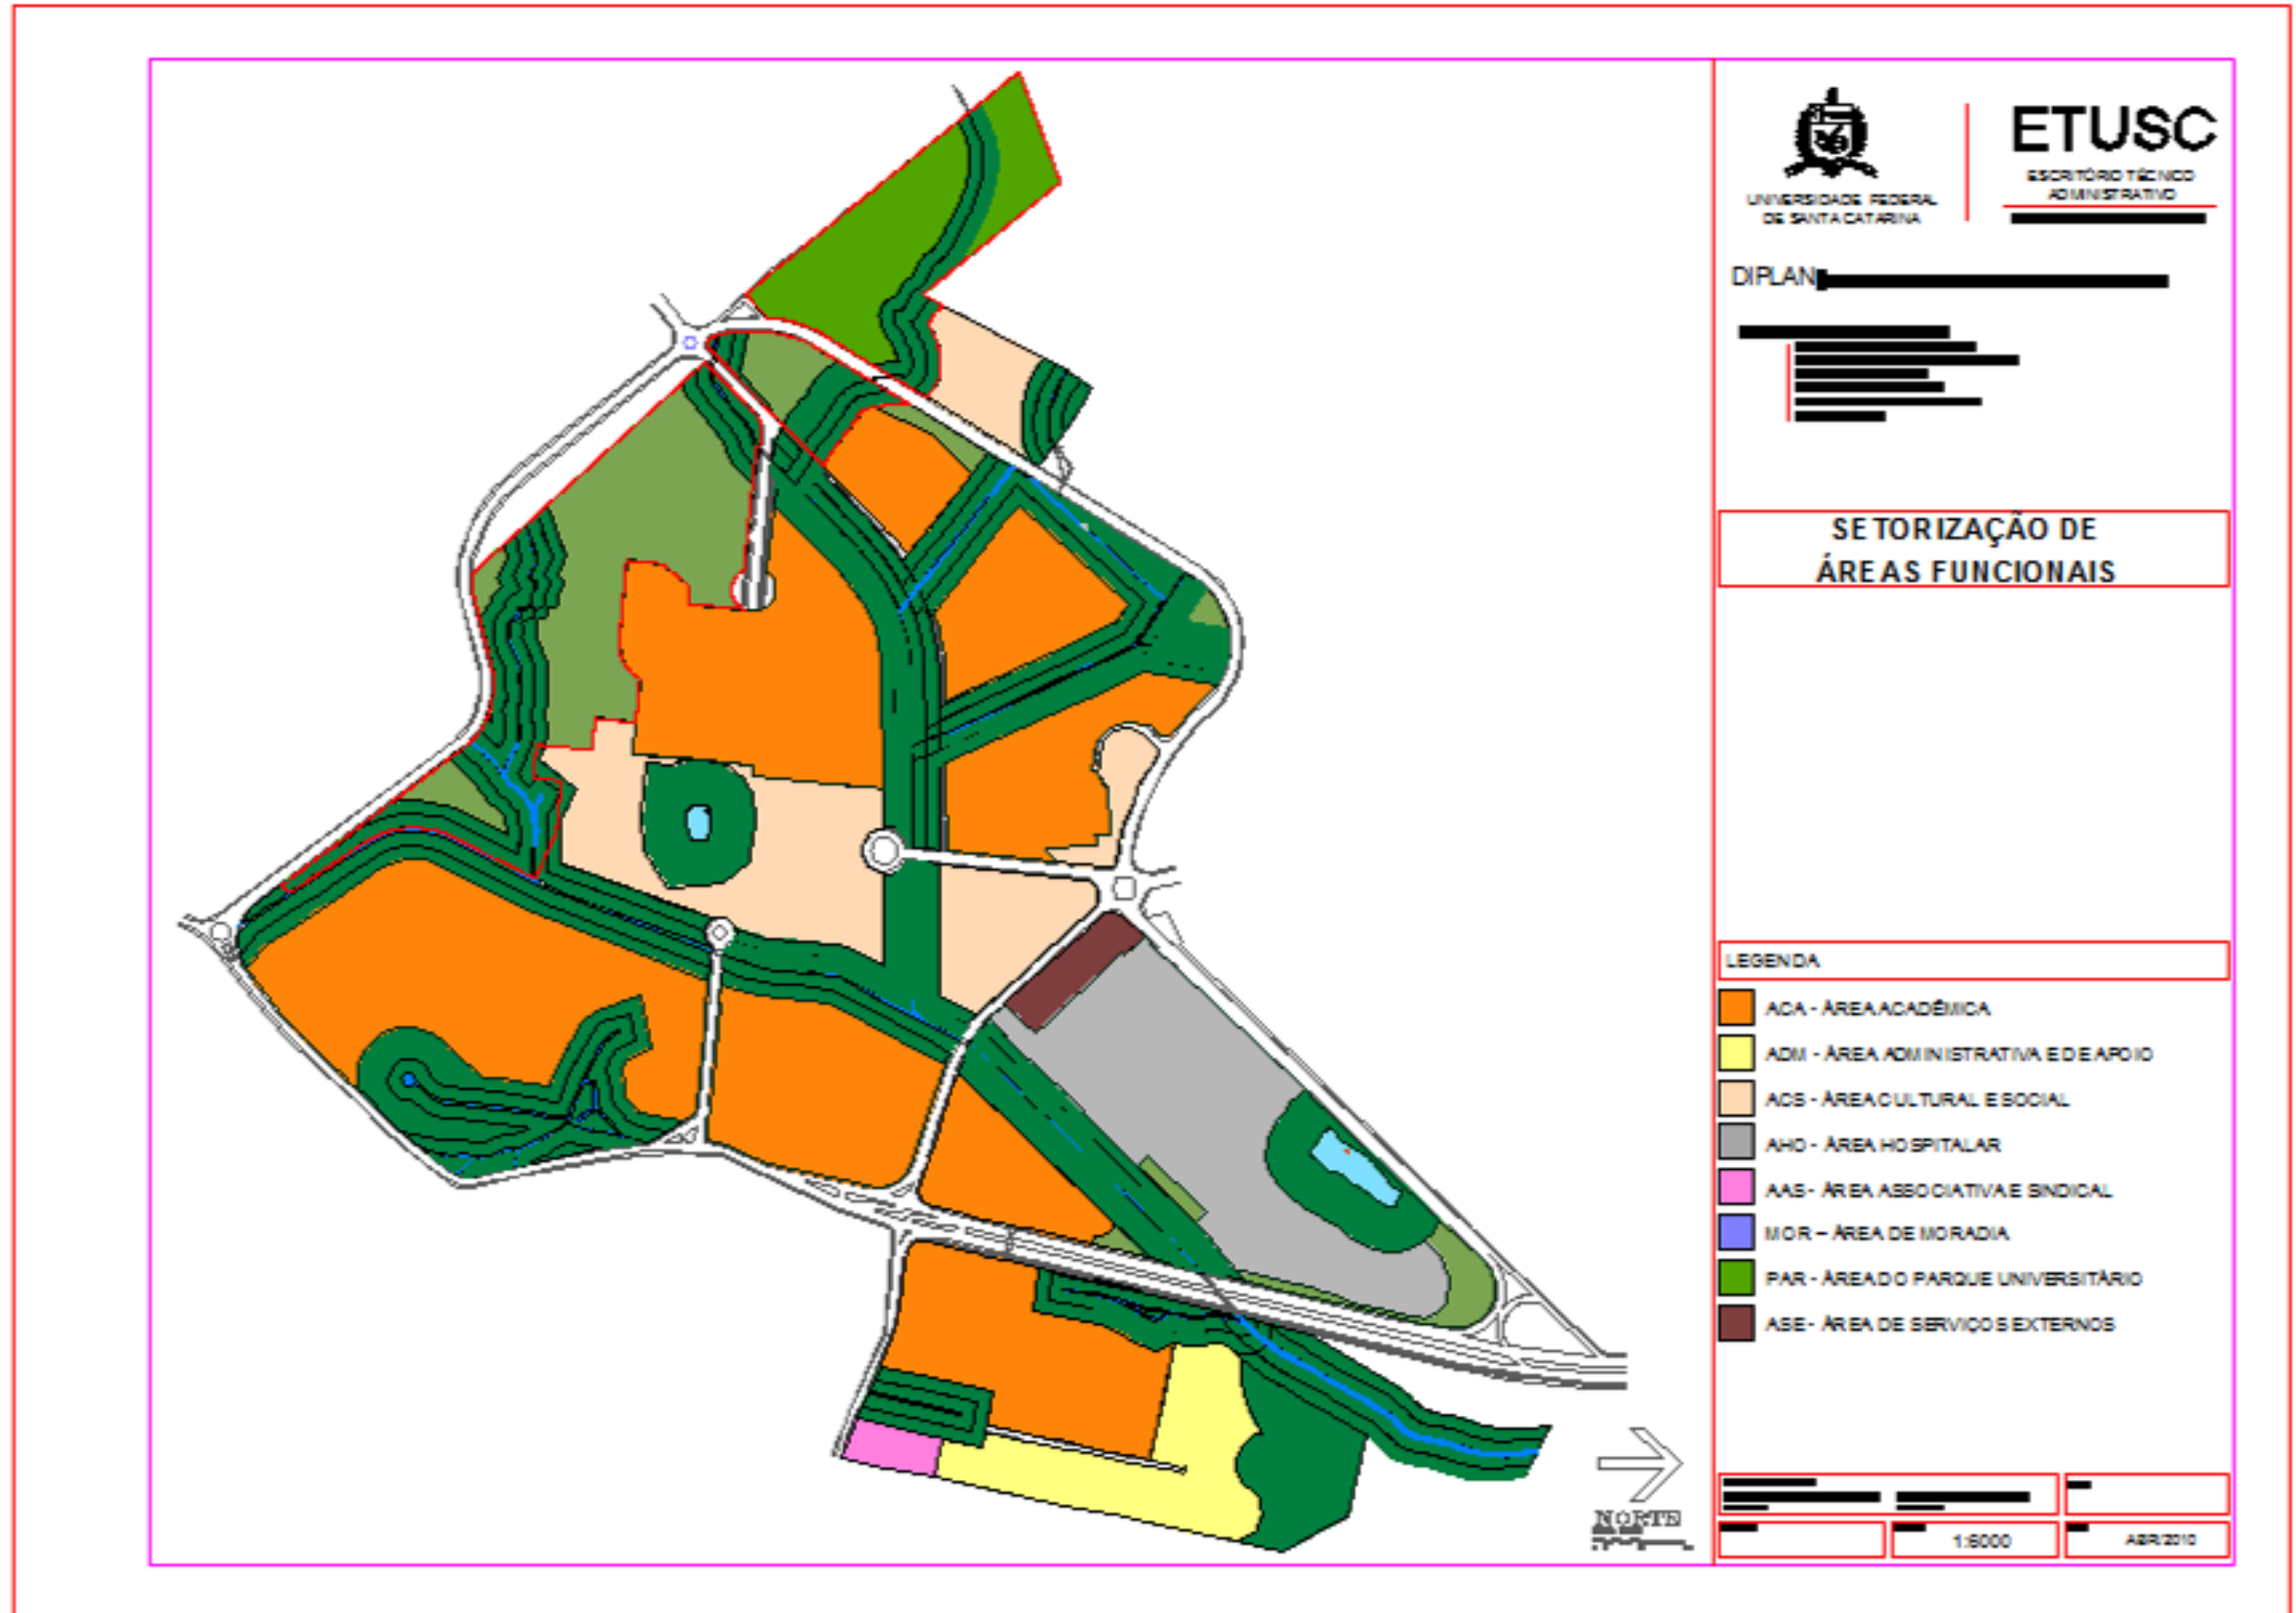 ETUSC
ESCRITÓRIO TÉCNICO
ADMINISTRATIVO
UNIVERSIDADE FEDERAL
DE SANTA CATARINA
DIPLAN
SETORIZAÇÃO DE
ÁREAS FUNCIONAIS
LEGENDA
ACA - ÁREA ACADÊMICA
ADM - ÁREA ADMINISTRATIVA E DE APOIO
ACS - ÁREA CULTURAL E SOCIAL
AHO - ÁREA HOSPITALAR
AAS - ÁREA ASSOCIATIVA E SINDICAL
MOR – ÁREA DE MORADIA
PAR - ÁREA DO PARQUE UNIVERSITÁRIO
ASE - ÁREA DE SERVIÇOS EXTERNOS
NORTE
1:5000
ABR/2010